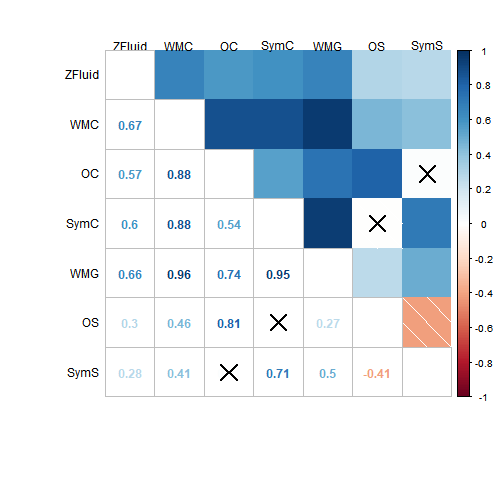 ZFluid WMC OC SymC WMG OS SymS
ZFluid
WMC 0.67
OC 0.57 0.88
SymC 0.6 0.88 0.54
WMG 0.66 0.96 0.74 0.95
OS 0.3 0.46 0.81 0.27
SymS 0.28 0.41 0.71 0.5 -0.41
1
0.8
0.6
0.4
0.2
0
-0.2
-0.4
-0.6
-0.8
-1